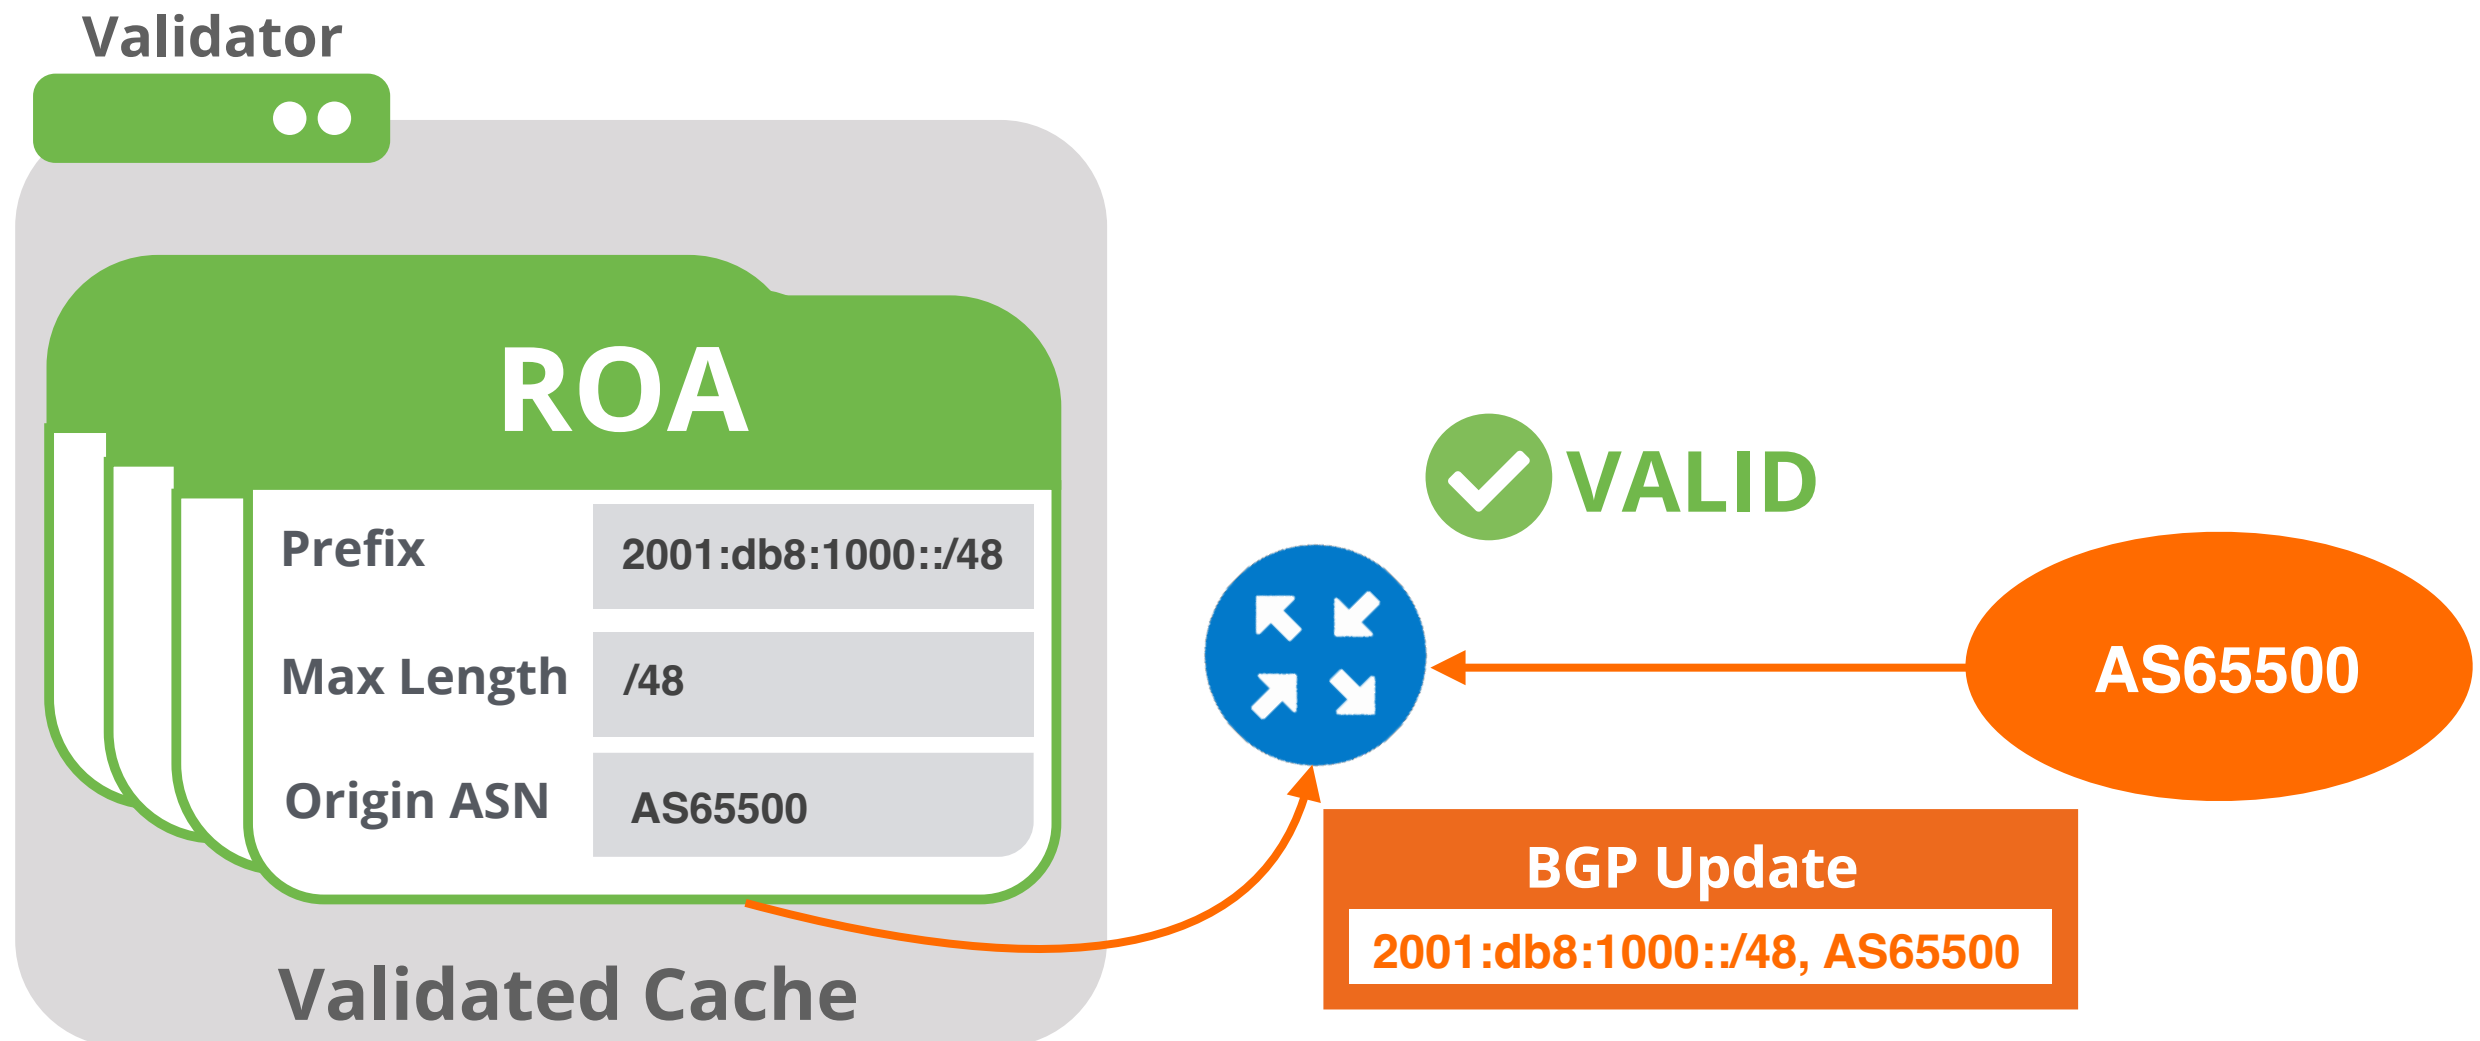 Validator
ROA
Prefix 2001:db8:1000::/48
Max Length /48
Origin ASN AS65500
Validated Cache
VALID
AS65500
BGP Update
2001:db8:1000::/48, AS65500